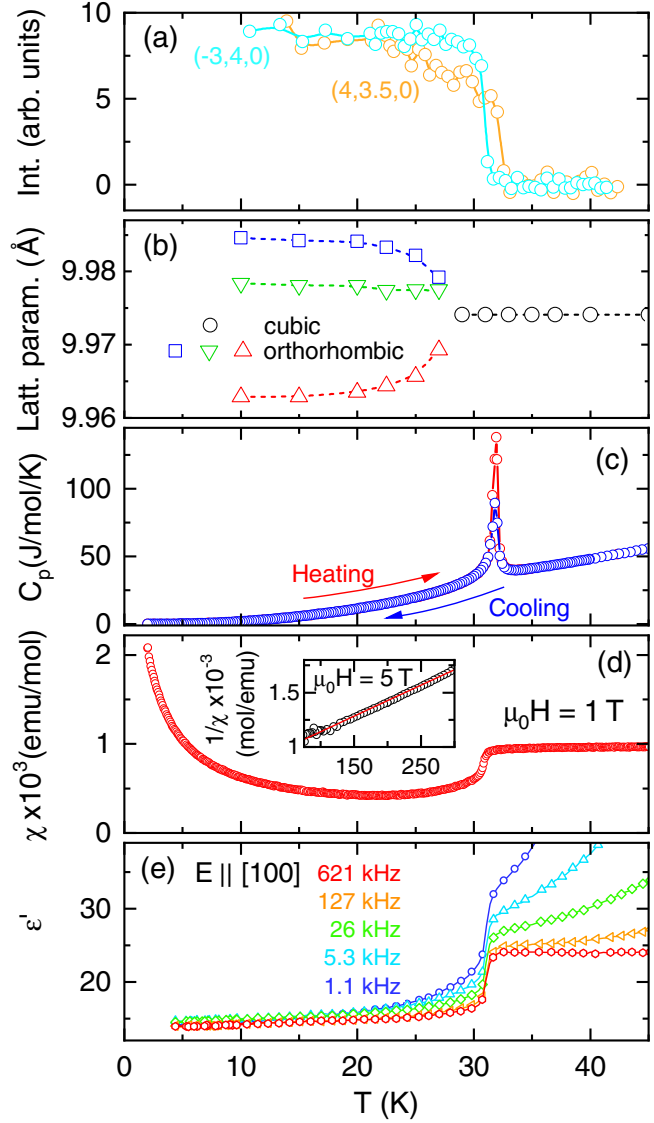 (a)
10
5
0
Int. (arb. units)
(-3,4,0)
(4,3.5,0)
(b)
9.98
9.97
9.96
Latt. param. (Å)
cubic
orthorhombic
(c)
100
50
0
Cp(J/mol/K)
Heating
Cooling
(d)
2
1
0
χ x10³(emu/mol)
μ₀H = 5 T
1.5
1
1/χ x10⁻³
(mol/emu)
150
250
μ₀H = 1 T
(e)
E || [100]
621 kHz
127 kHz
26 kHz
5.3 kHz
1.1 kHz
30
20
ε'
0
10
20
30
40
T (K)